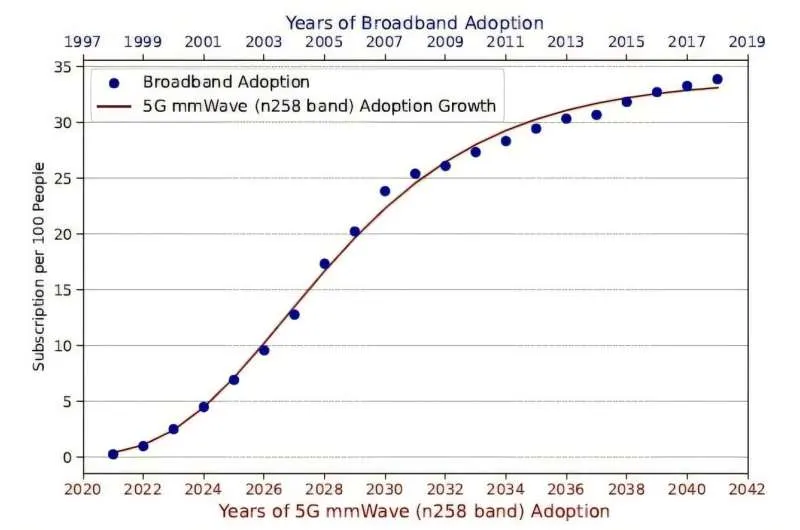 Years of Broadband Adoption
1997 1999 2001 2003 2005 2007 2009 2011 2013 2015 2017 2019
35
Broadband Adoption
5G mmWave (n258 band) Adoption Growth
30
25
20
15
10
5
0
Subscription per 100 People
2020 2022 2024 2026 2028 2030 2032 2034 2036 2038 2040 2042
Years of 5G mmWave (n258 band) Adoption